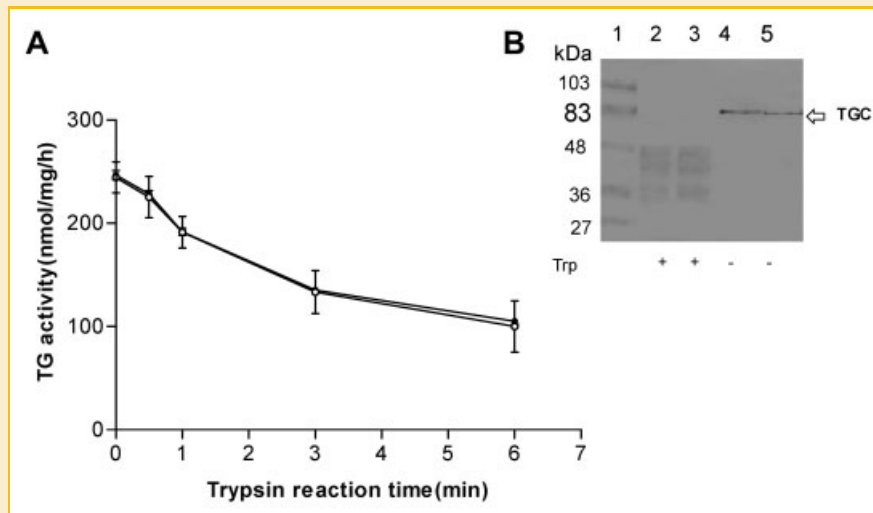 A
300
200
100
0
TG activity(nmol/mg/h)
0 1 2 3 4 5 6 7
Trypsin reaction time(min)
B
1 2 3 4 5
kDa
103
83
48
36
27
TGC
Trp + + - -